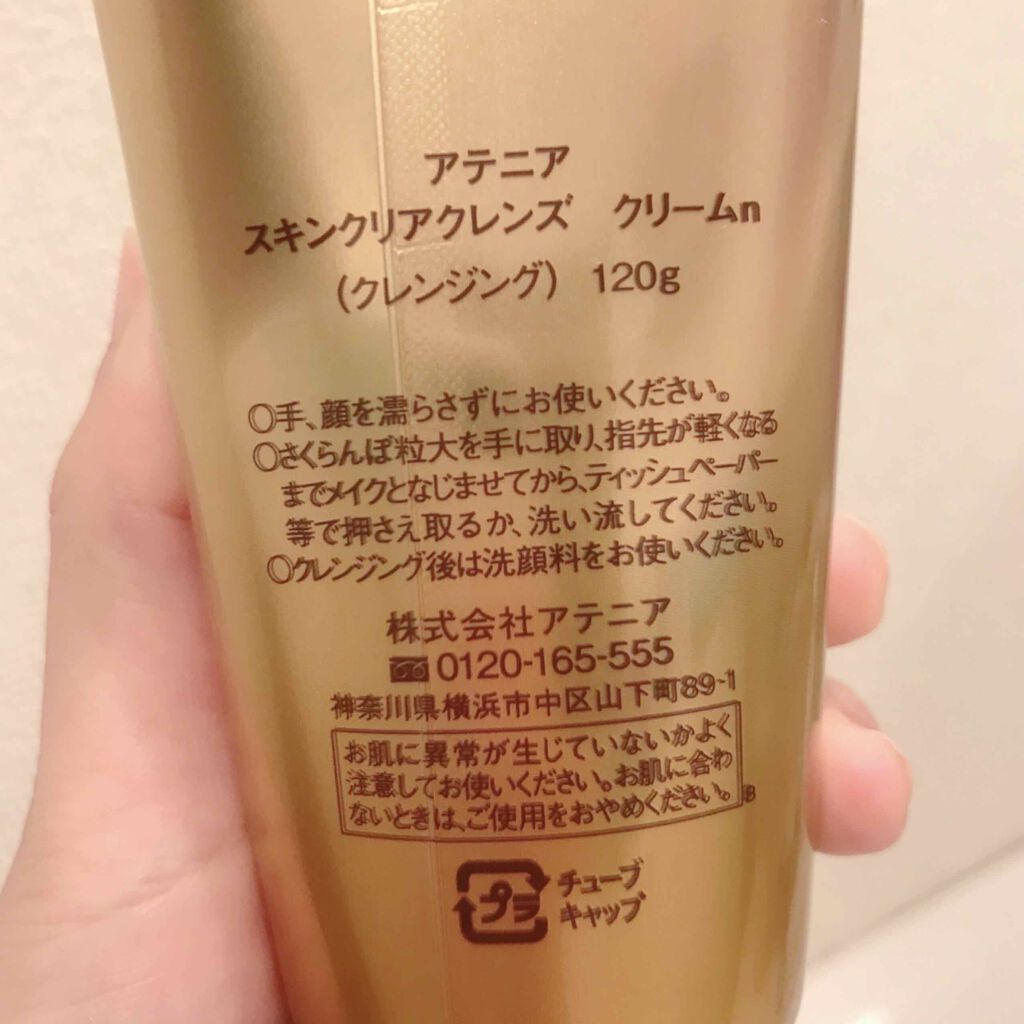 アテニア
スキンクリアクレンズ　クリームn
(クレンジング)　120g
○手、顔を濡らさずにお使いください。
○さくらんぼ粒大を手に取り、指先が軽くなる
までメイクとなじませてから、ティッシュペーパー
等で押さえ取るか、洗い流してください。
○クレンジング後は洗顔料をお使いください。
株式会社アテニア
0120-165-555
神奈川県横浜市中区山下町89-1
お肌に異常が生じていないかよく
注意してお使いください。お肌に合わ
ないときは、ご使用をおやめください。
B
プラ
チューブ
キャップ